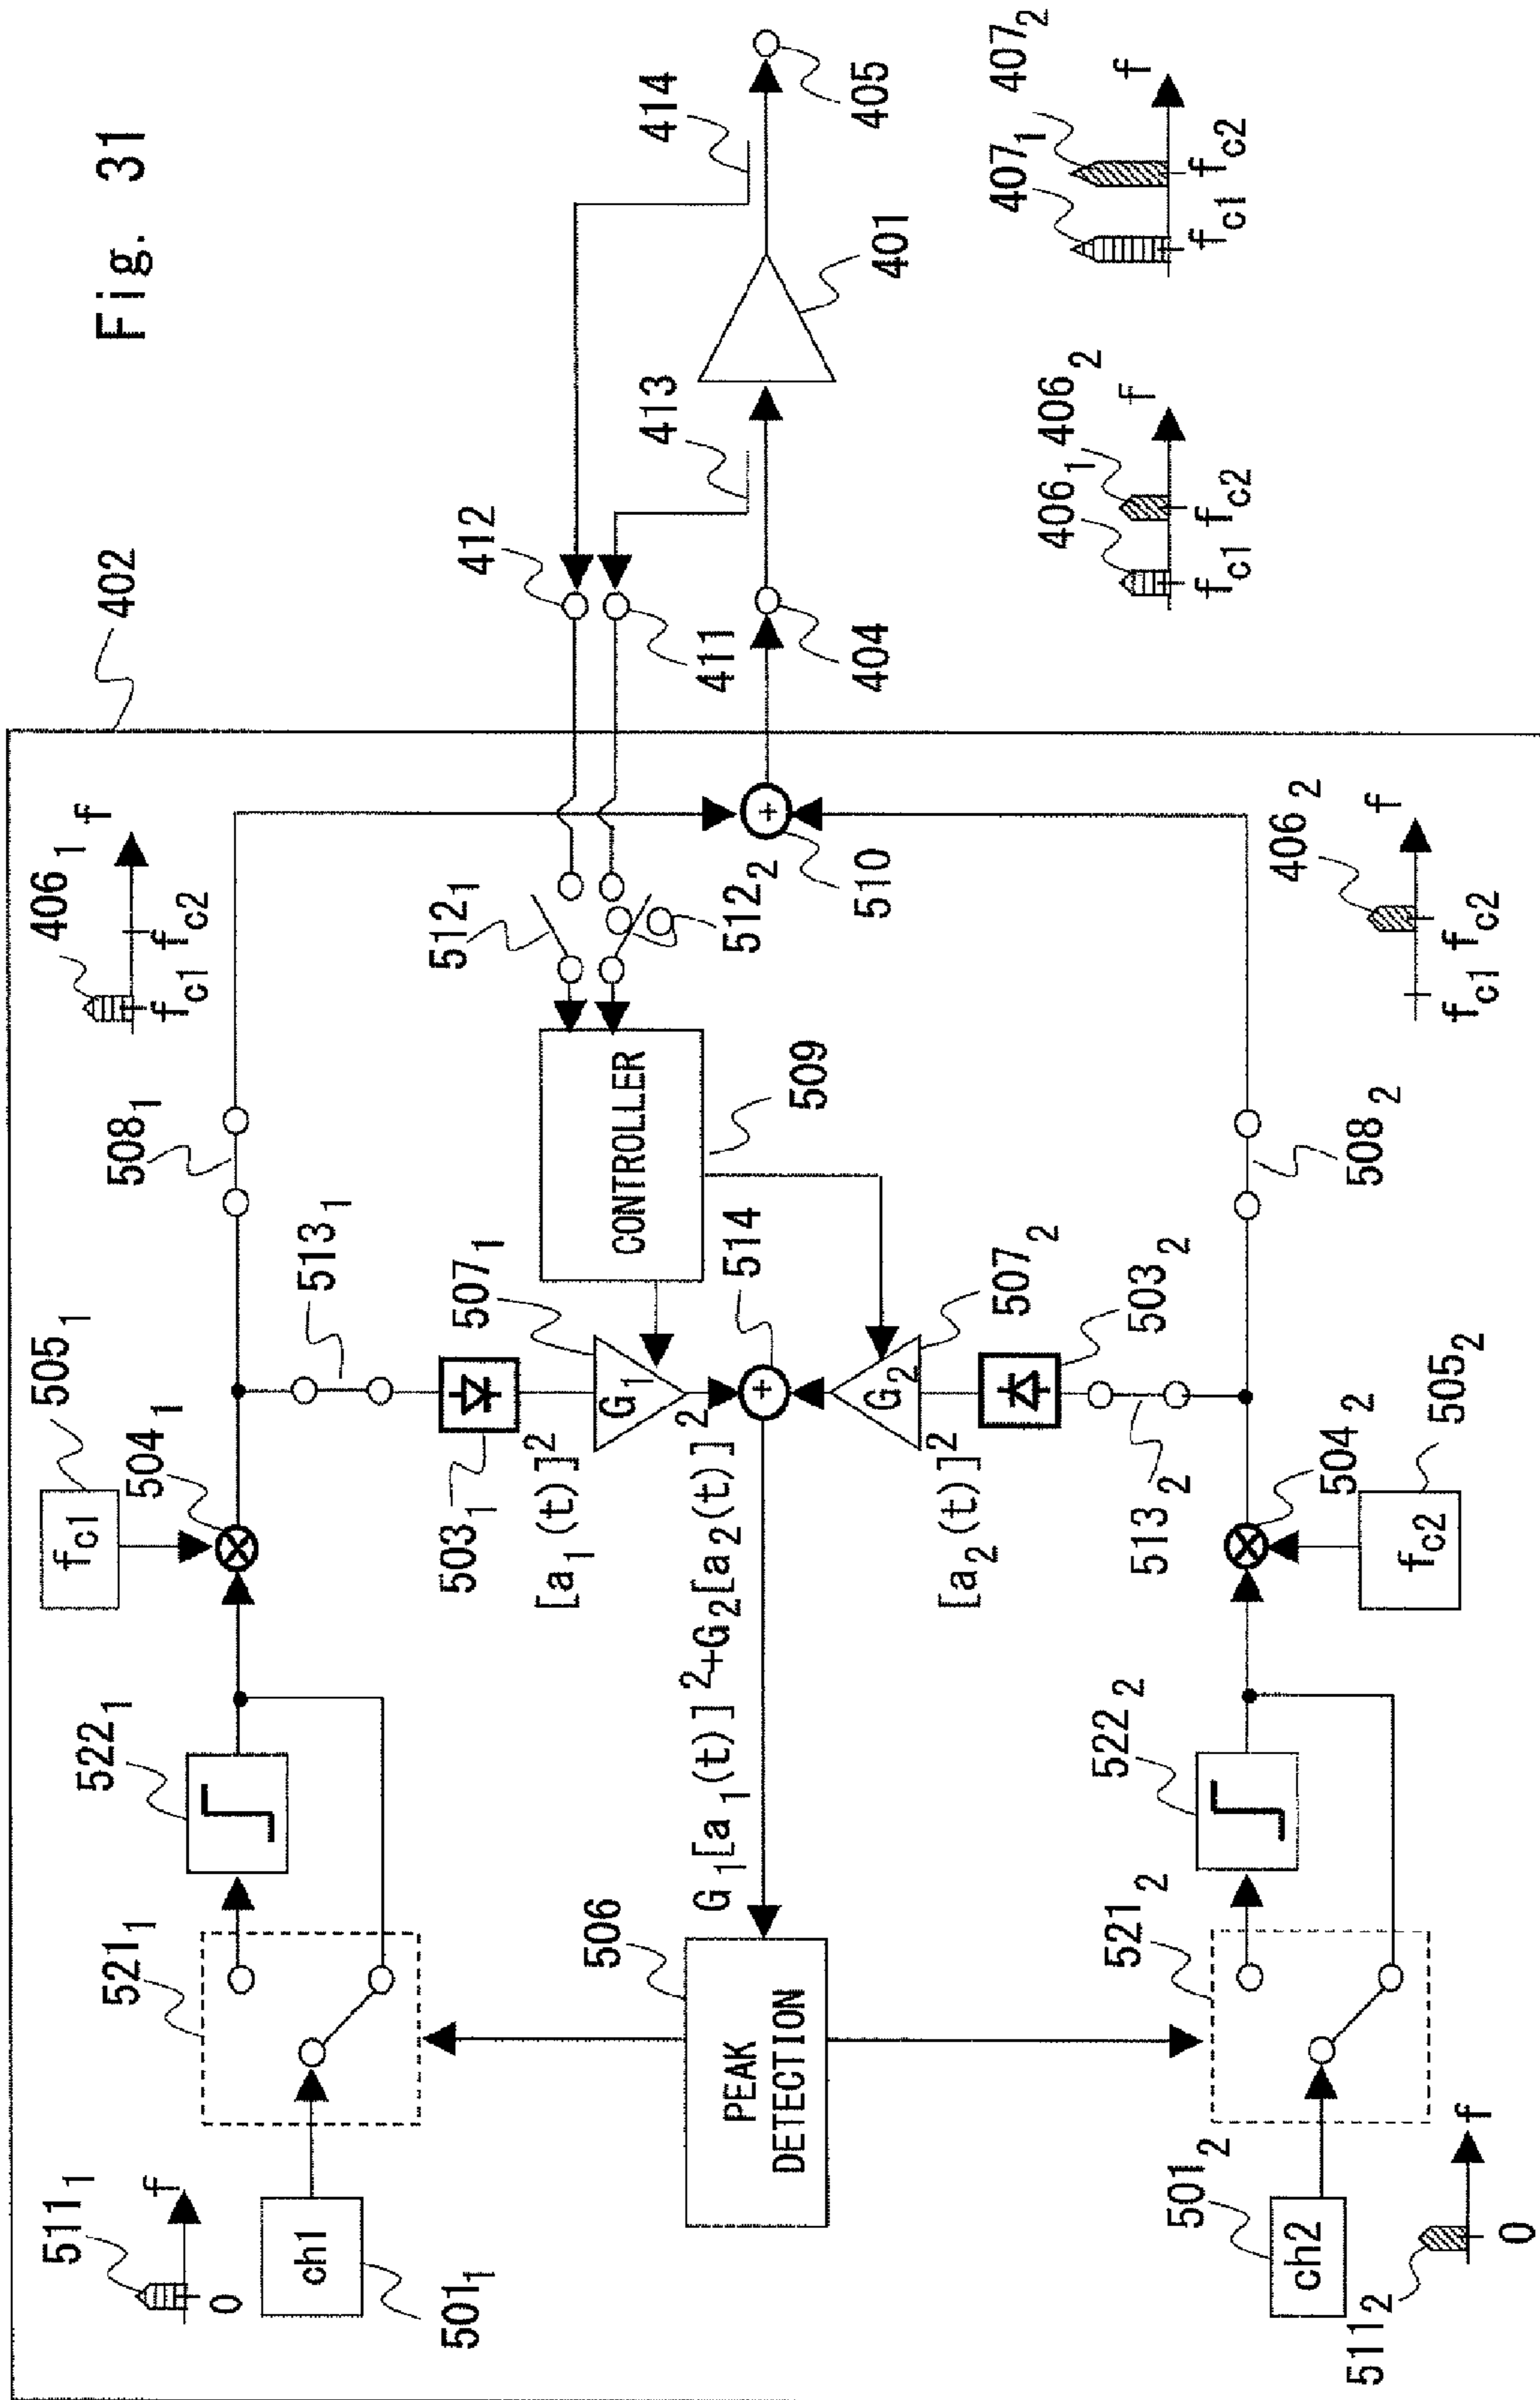 Fig. 31
402
511₁
f
0
ch1
501₁
521₁
522₁
f_c1
505₁
504₁
508₁
406₁
f
f_c1
f_c2
513₁
503₁
[a₁(t)]²
G₁
507₁
CONTROLLER
509
512₁
512₂
412
411
413
414
PEAK
DETECTION
506
G₁[a₁(t)]²+G₂[a₂(t)]²
514
510
404
401
405
[a₂(t)]²
G₂
507₂
503₂
513₂
ch2
501₂
511₂
f
0
521₂
522₂
504₂
f_c2
505₂
508₂
406₂
f
f_c1
f_c2
406₁
406₂
f
f_c1
f_c2
407₁
407₂
f
f_c1
f_c2